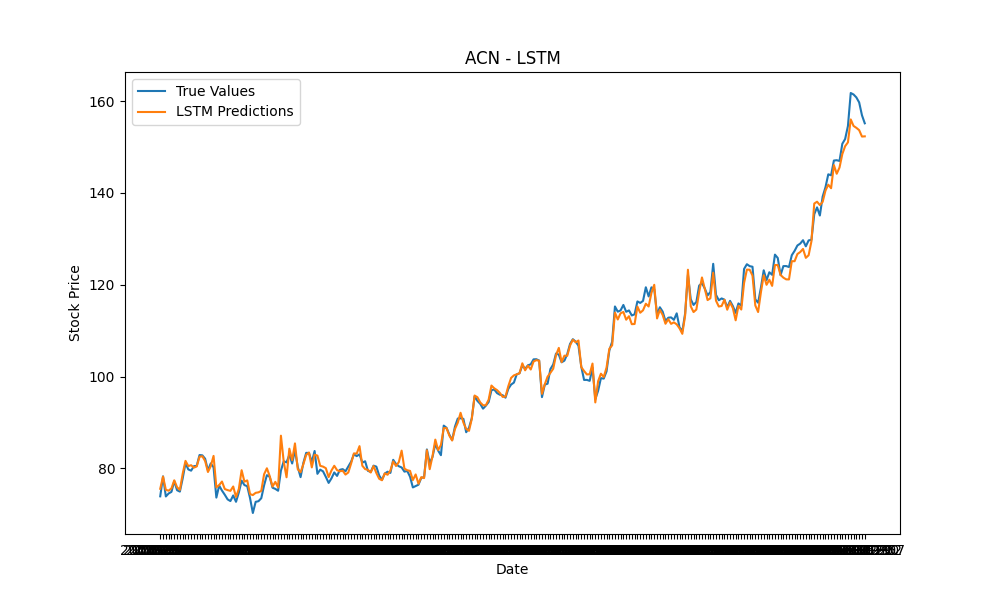 ACN - LSTM
True Values
LSTM Predictions
160
140
120
100
80
Stock Price
Date